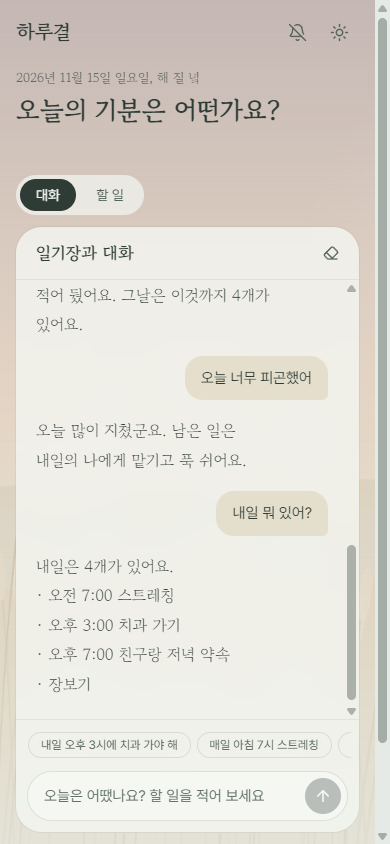 하루결
2026년 11월 15일 일요일, 해 질 녘
오늘의 기분은 어떤가요?
대화
할 일
일기장과 대화
적어 뒀어요. 그날은 이것까지 4개가
있어요.
오늘 너무 피곤했어
오늘 많이 지쳤군요. 남은 일은
내일의 나에게 맡기고 푹 쉬어요.
내일 뭐 있어?
내일은 4개가 있어요.
· 오전 7:00 스트레칭
· 오후 3:00 치과 가기
· 오후 7:00 친구랑 저녁 약속
· 장보기
내일 오후 3시에 치과 가야 해
매일 아침 7시 스트레칭
오늘은 어땠나요? 할 일을 적어 보세요